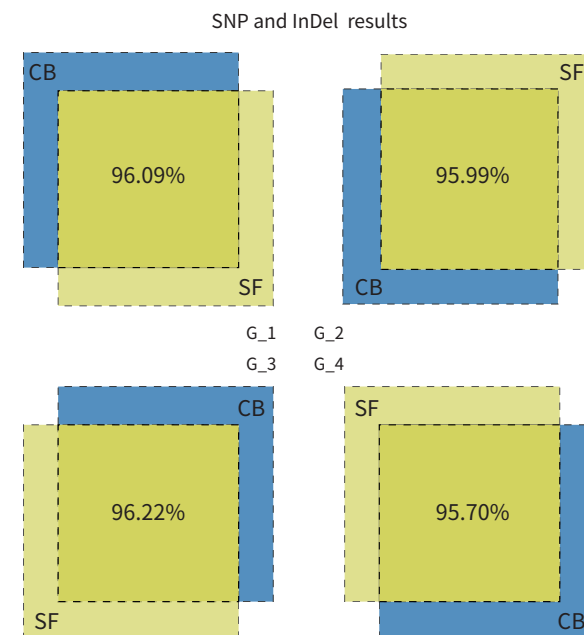 SNP and InDel results
CB
SF
96.09%
95.99%
SF
CB
G_1 G_2
G_3 G_4
CB
SF
96.22%
95.70%
SF
CB